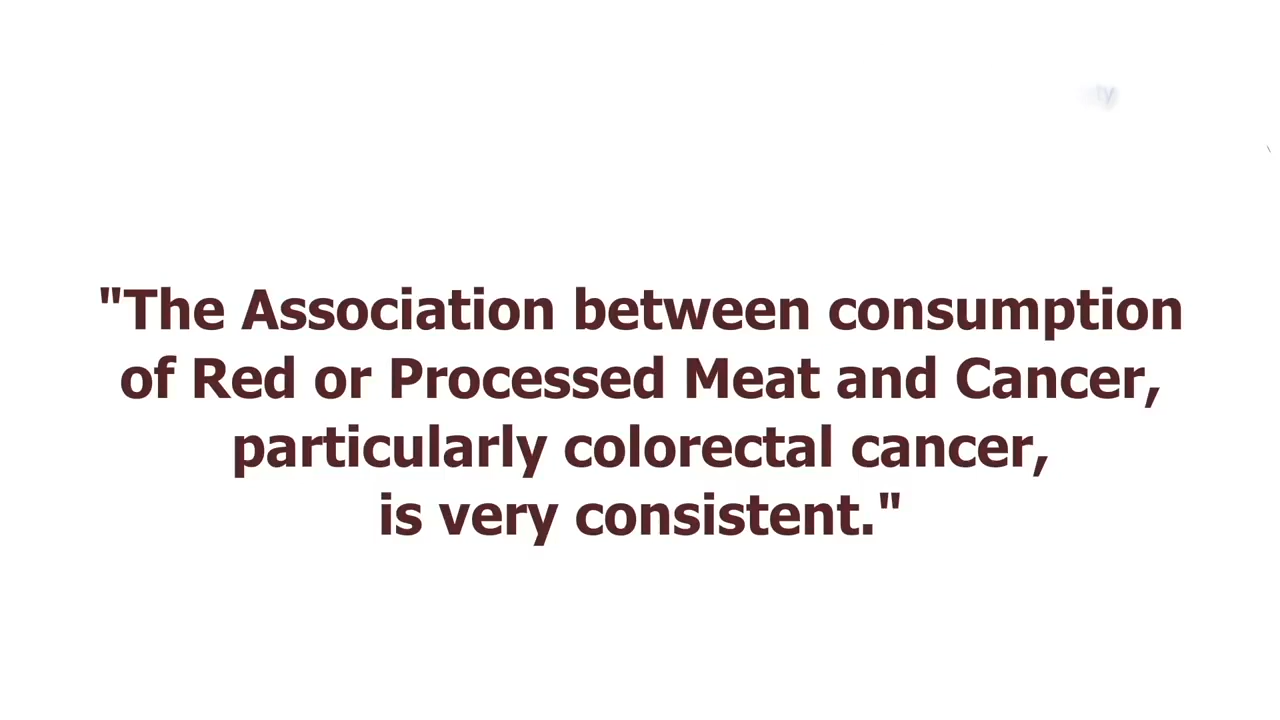 "The Association between consumption
of Red or Processed Meat and Cancer,
particularly colorectal cancer,
is very consistent."